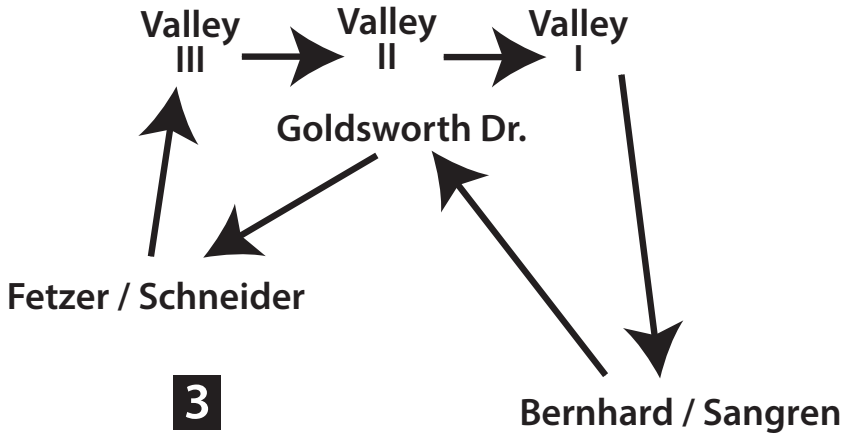 Valley
III
Valley
II
Valley
I
Goldsworth Dr.
Fetzer / Schneider
3
Bernhard / Sangren